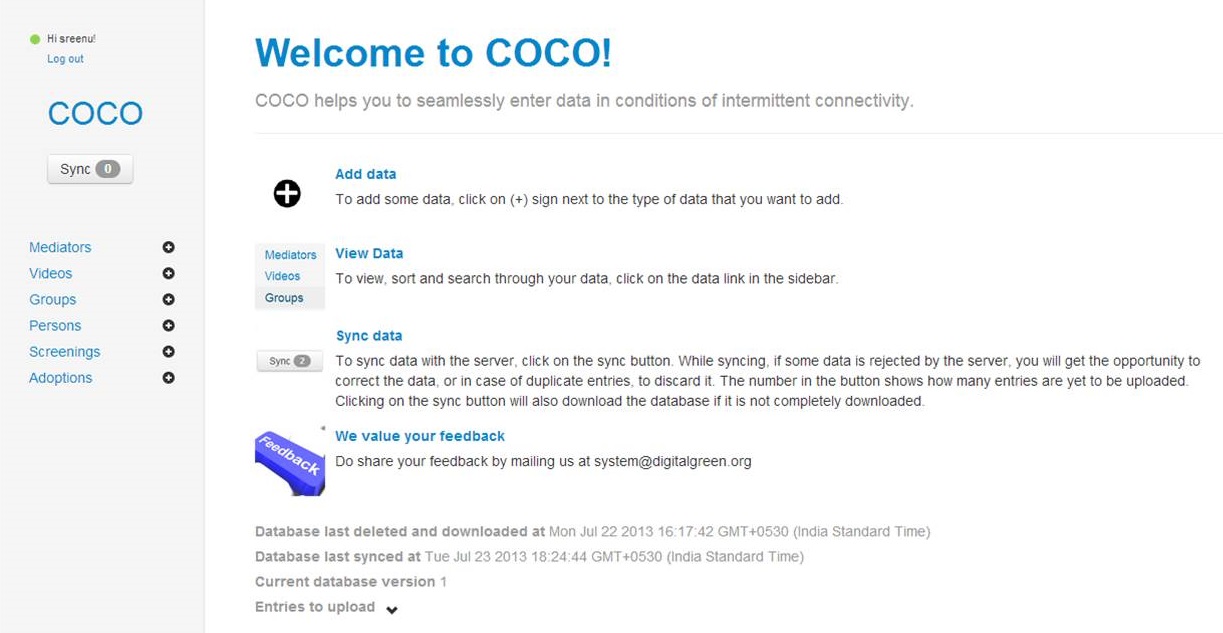 Hi sreenu!
Log out
COCO
Sync 0
Mediators
Videos
Groups
Persons
Screenings
Adoptions
Welcome to COCO!
COCO helps you to seamlessly enter data in conditions of intermittent connectivity.
Add data
To add some data, click on (+) sign next to the type of data that you want to add.
Mediators
Videos
Groups
View Data
To view, sort and search through your data, click on the data link in the sidebar.
Sync 2
Sync data
To sync data with the server, click on the sync button. While syncing, if some data is rejected by the server, you will get the opportunity to
correct the data, or in case of duplicate entries, to discard it. The number in the button shows how many entries are yet to be uploaded.
Clicking on the sync button will also download the database if it is not completely downloaded.
Feedback
We value your feedback
Do share your feedback by mailing us at system@digitalgreen.org
Database last deleted and downloaded at Mon Jul 22 2013 16:17:42 GMT+0530 (India Standard Time)
Database last synced at Tue Jul 23 2013 18:24:44 GMT+0530 (India Standard Time)
Current database version 1
Entries to upload